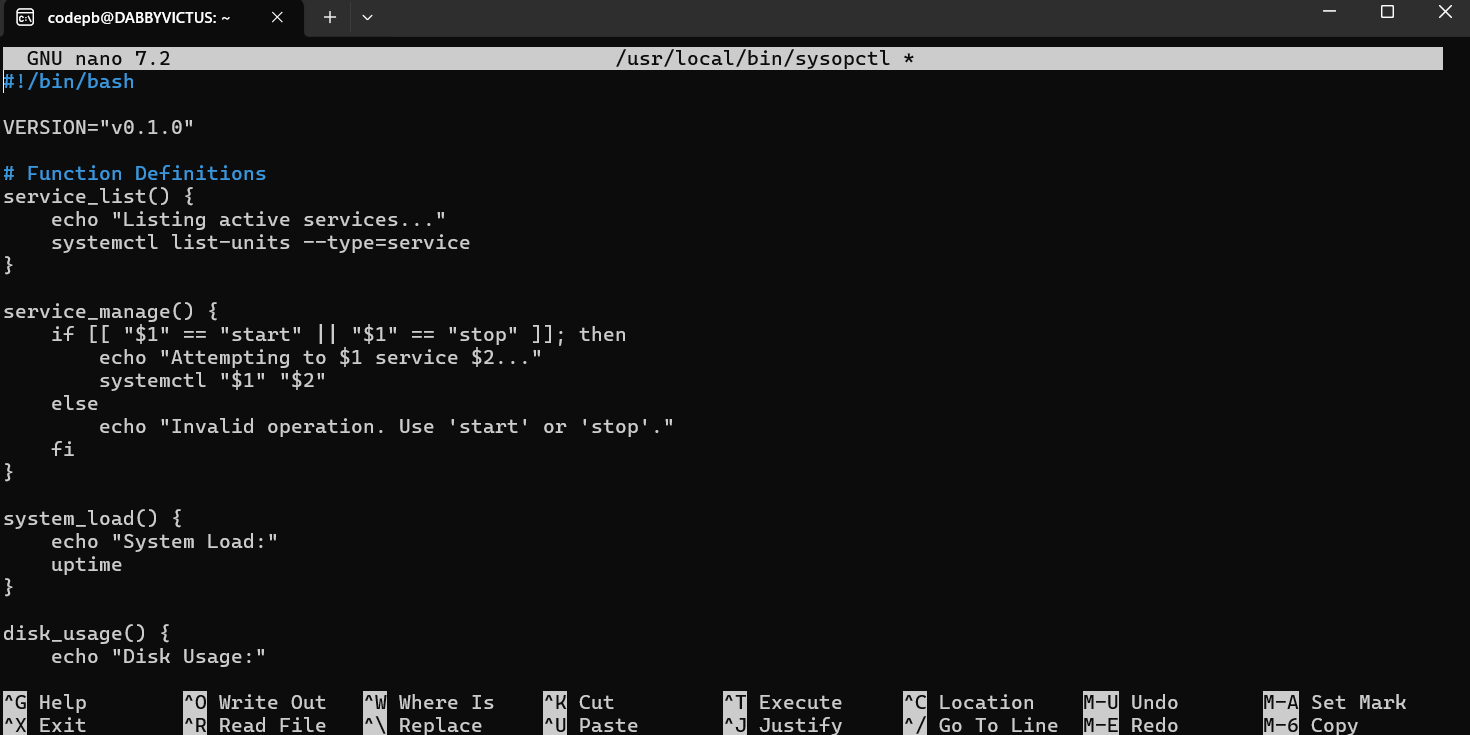 codepb@DABBYVICTUS: ~
GNU nano 7.2 /usr/local/bin/sysopctl *
#!/bin/bash

VERSION="v0.1.0"

# Function Definitions
service_list() {
    echo "Listing active services..."
    systemctl list-units --type=service
}

service_manage() {
    if [[ "$1" == "start" || "$1" == "stop" ]]; then
        echo "Attempting to $1 service $2..."
        systemctl "$1" "$2"
    else
        echo "Invalid operation. Use 'start' or 'stop'."
    fi
}

system_load() {
    echo "System Load:"
    uptime
}

disk_usage() {
    echo "Disk Usage:"

^G Help ^O Write Out ^W Where Is ^K Cut ^T Execute ^C Location M-U Undo M-A Set Mark
^X Exit ^R Read File ^\ Replace ^U Paste ^J Justify ^/ Go To Line M-E Redo M-6 Copy